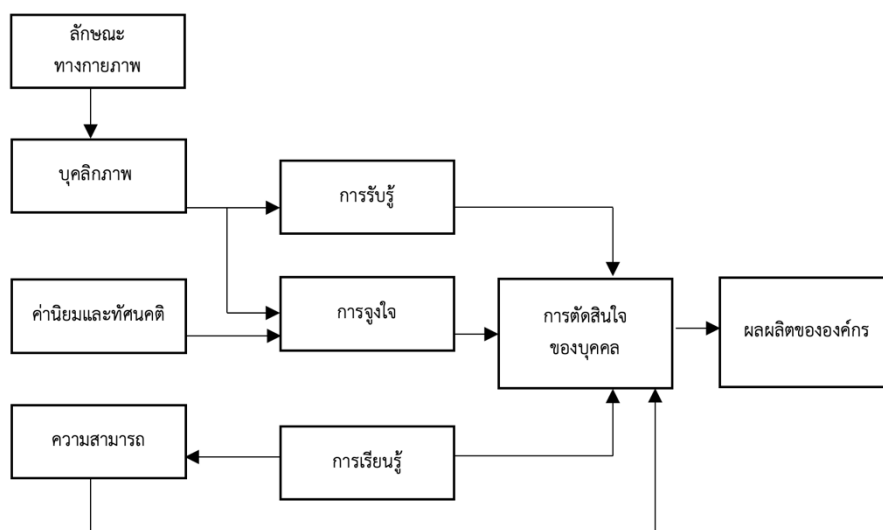 ลักษณะ
ทางกายภาพ
บุคลิกภาพ
การรับรู้
ค่านิยมและทัศนคติ
การจูงใจ
การตัดสินใจ
ของบุคคล
ผลผลิตขององค์กร
ความสามารถ
การเรียนรู้